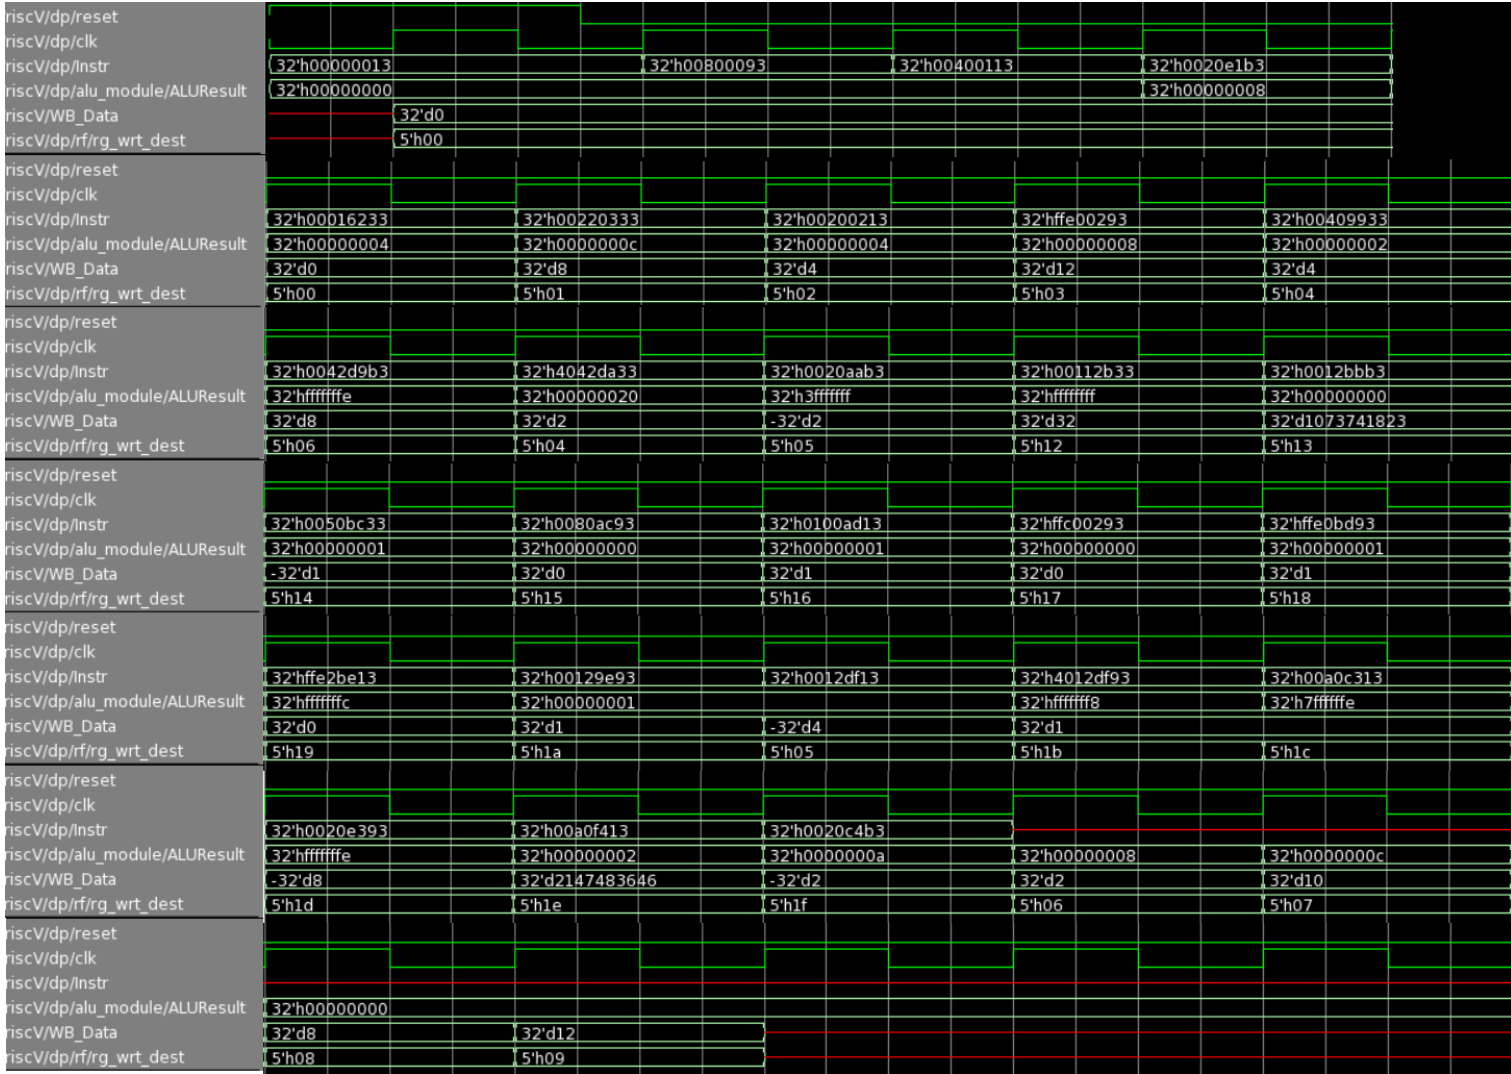 riscV/dp/reset
riscV/dp/clk
riscV/dp/Instr 32'h00000013 32'h00800093 32'h00400113 32'h0020e1b3
riscV/dp/alu_module/ALUResult 32'h00000000 32'h00000008
riscV/WB_Data 32'd0
riscV/dp/rf/rg_wrt_dest 5'h00
riscV/dp/reset
riscV/dp/clk
riscV/dp/Instr 32'h00016233 32'h00220333 32'h00200213 32'hffe00293 32'h00409933
riscV/dp/alu_module/ALUResult 32'h00000004 32'h0000000c 32'h00000004 32'h00000008 32'h00000002
riscV/WB_Data 32'd0 32'd8 32'd4 32'd12 32'd4
riscV/dp/rf/rg_wrt_dest 5'h00 5'h01 5'h02 5'h03 5'h04
riscV/dp/reset
riscV/dp/clk
riscV/dp/Instr 32'h0042d9b3 32'h4042da33 32'h0020aab3 32'h00112b33 32'h0012bbb3
riscV/dp/alu_module/ALUResult 32'hfffffffe 32'h00000020 32'h3fffffff 32'hffffffff 32'h00000000
riscV/WB_Data 32'd8 32'd2 -32'd2 32'd32 32'd1073741823
riscV/dp/rf/rg_wrt_dest 5'h06 5'h04 5'h05 5'h12 5'h13
riscV/dp/reset
riscV/dp/clk
riscV/dp/Instr 32'h0050bc33 32'h0080ac93 32'h0100ad13 32'hffc00293 32'hffe0bd93
riscV/dp/alu_module/ALUResult 32'h00000001 32'h00000000 32'h00000001 32'h00000000 32'h00000001
riscV/WB_Data -32'd1 32'd0 32'd1 32'd0 32'd1
riscV/dp/rf/rg_wrt_dest 5'h14 5'h15 5'h16 5'h17 5'h18
riscV/dp/reset
riscV/dp/clk
riscV/dp/Instr 32'hffe2be13 32'h00129e93 32'h0012df13 32'h4012df93 32'h00a0c313
riscV/dp/alu_module/ALUResult 32'hfffffffc 32'h00000001 32'hfffffff8 32'h7ffffffe
riscV/WB_Data 32'd0 32'd1 -32'd4 32'd1
riscV/dp/rf/rg_wrt_dest 5'h19 5'h1a 5'h05 5'h1b 5'h1c
riscV/dp/reset
riscV/dp/clk
riscV/dp/Instr 32'h0020e393 32'h00a0f413 32'h0020c4b3
riscV/dp/alu_module/ALUResult 32'hfffffffe 32'h00000002 32'h0000000a 32'h00000008 32'h0000000c
riscV/WB_Data -32'd8 32'd2147483646 -32'd2 32'd2 32'd10
riscV/dp/rf/rg_wrt_dest 5'h1d 5'h1e 5'h1f 5'h06 5'h07
riscV/dp/reset
riscV/dp/clk
riscV/dp/Instr
riscV/dp/alu_module/ALUResult 32'h00000000
riscV/WB_Data 32'd8 32'd12
riscV/dp/rf/rg_wrt_dest 5'h08 5'h09